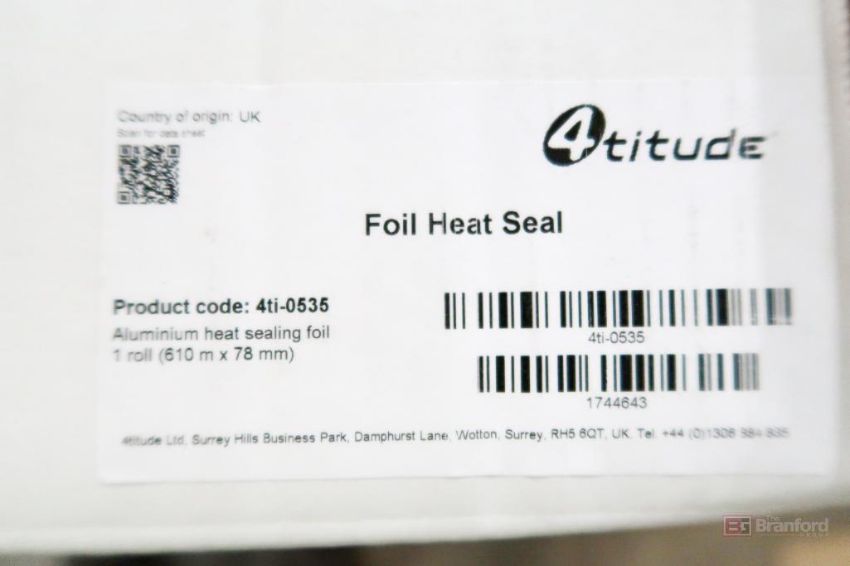 Country of origin: UK
Scan for data sheet
4titude
Foil Heat Seal
Product code: 4ti-0535
Aluminium heat sealing foil
1 roll (610 m x 78 mm)
4ti-0535
1744643
4titude Ltd, Surrey Hills Business Park, Damphurst Lane, Wotton, Surrey, RH5 6QT, UK. Tel. +44 (0)1306
The Branford
GROUP